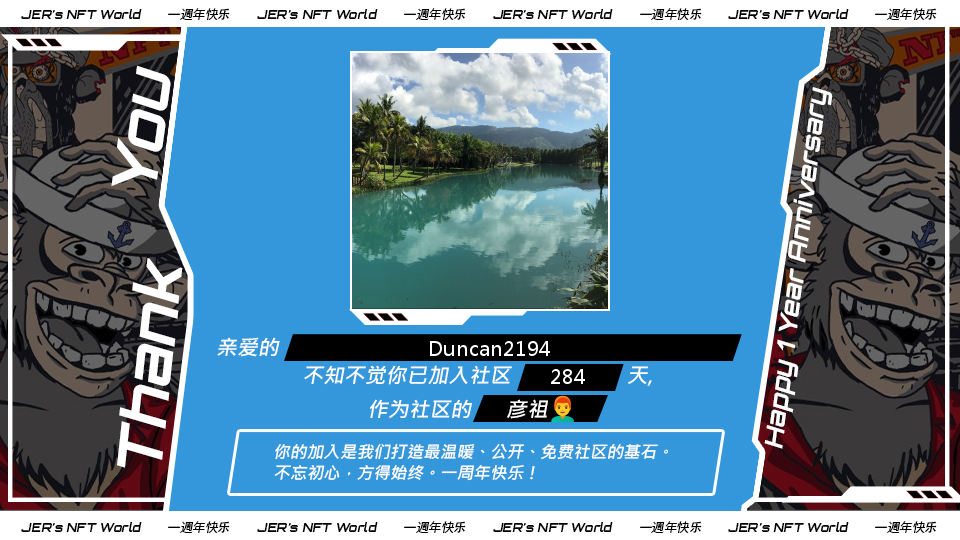 JER's NFT World 一週年快乐 JER's NFT World 一週年快乐 JER's NFT World 一週年快乐 JER's NFT World 一週年快乐
Thank You
Happy 1 Year Anniversary
亲爱的 Duncan2194
不知不觉你已加入社区 284 天,
作为社区的 彦祖👨‍🦰
你的加入是我们打造最温暖、公开、免费社区的基石。
不忘初心，方得始终。一周年快乐！
JER's NFT World 一週年快乐 JER's NFT World 一週年快乐 JER's NFT World 一週年快乐 JER's NFT World 一週年快乐